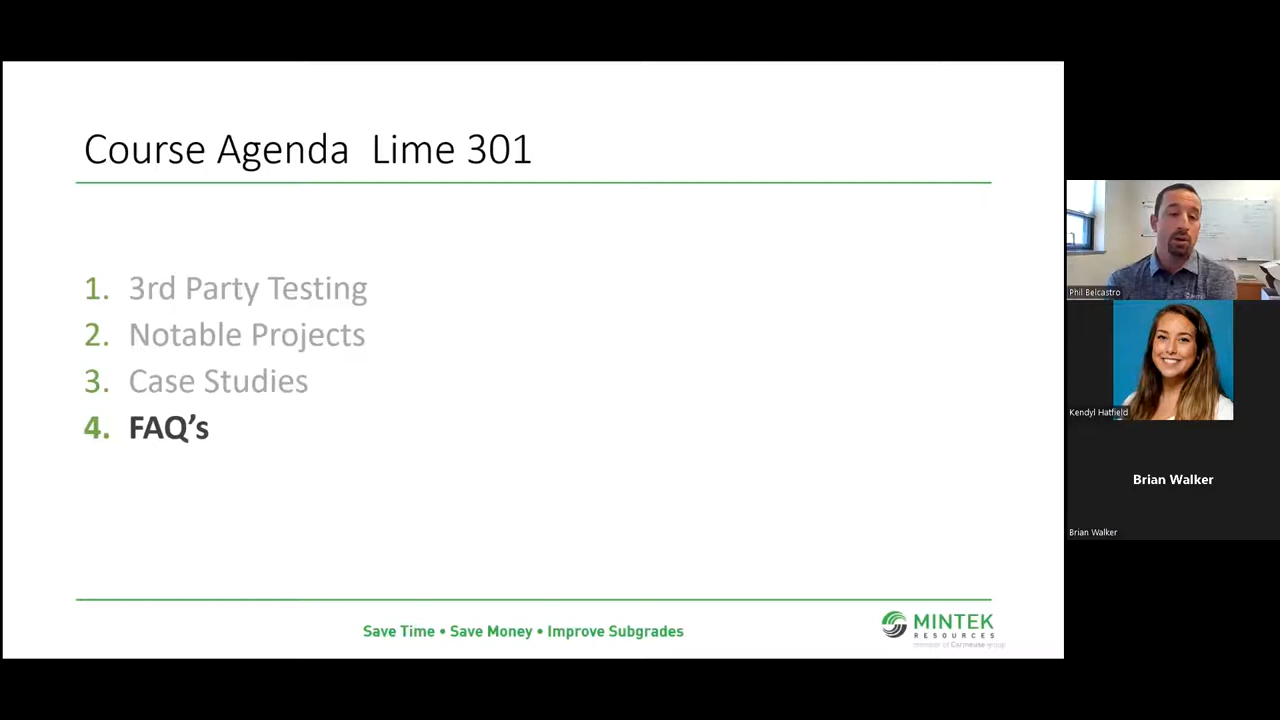 Course Agenda Lime 301
1. 3rd Party Testing
2. Notable Projects
3. Case Studies
4. FAQ's
Save Time • Save Money • Improve Subgrades
MINTEK
RESOURCES
member of Carmeuse group
Phil Belcastro
Kendyl Hatfield
Brian Walker
Brian Walker